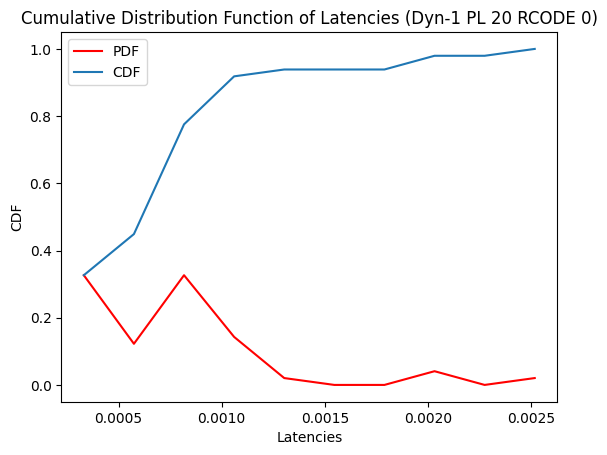 Cumulative Distribution Function of Latencies (Dyn-1 PL 20 RCODE 0)
PDF
CDF
CDF
1.0
0.8
0.6
0.4
0.2
0.0
0.0005 0.0010 0.0015 0.0020 0.0025
Latencies